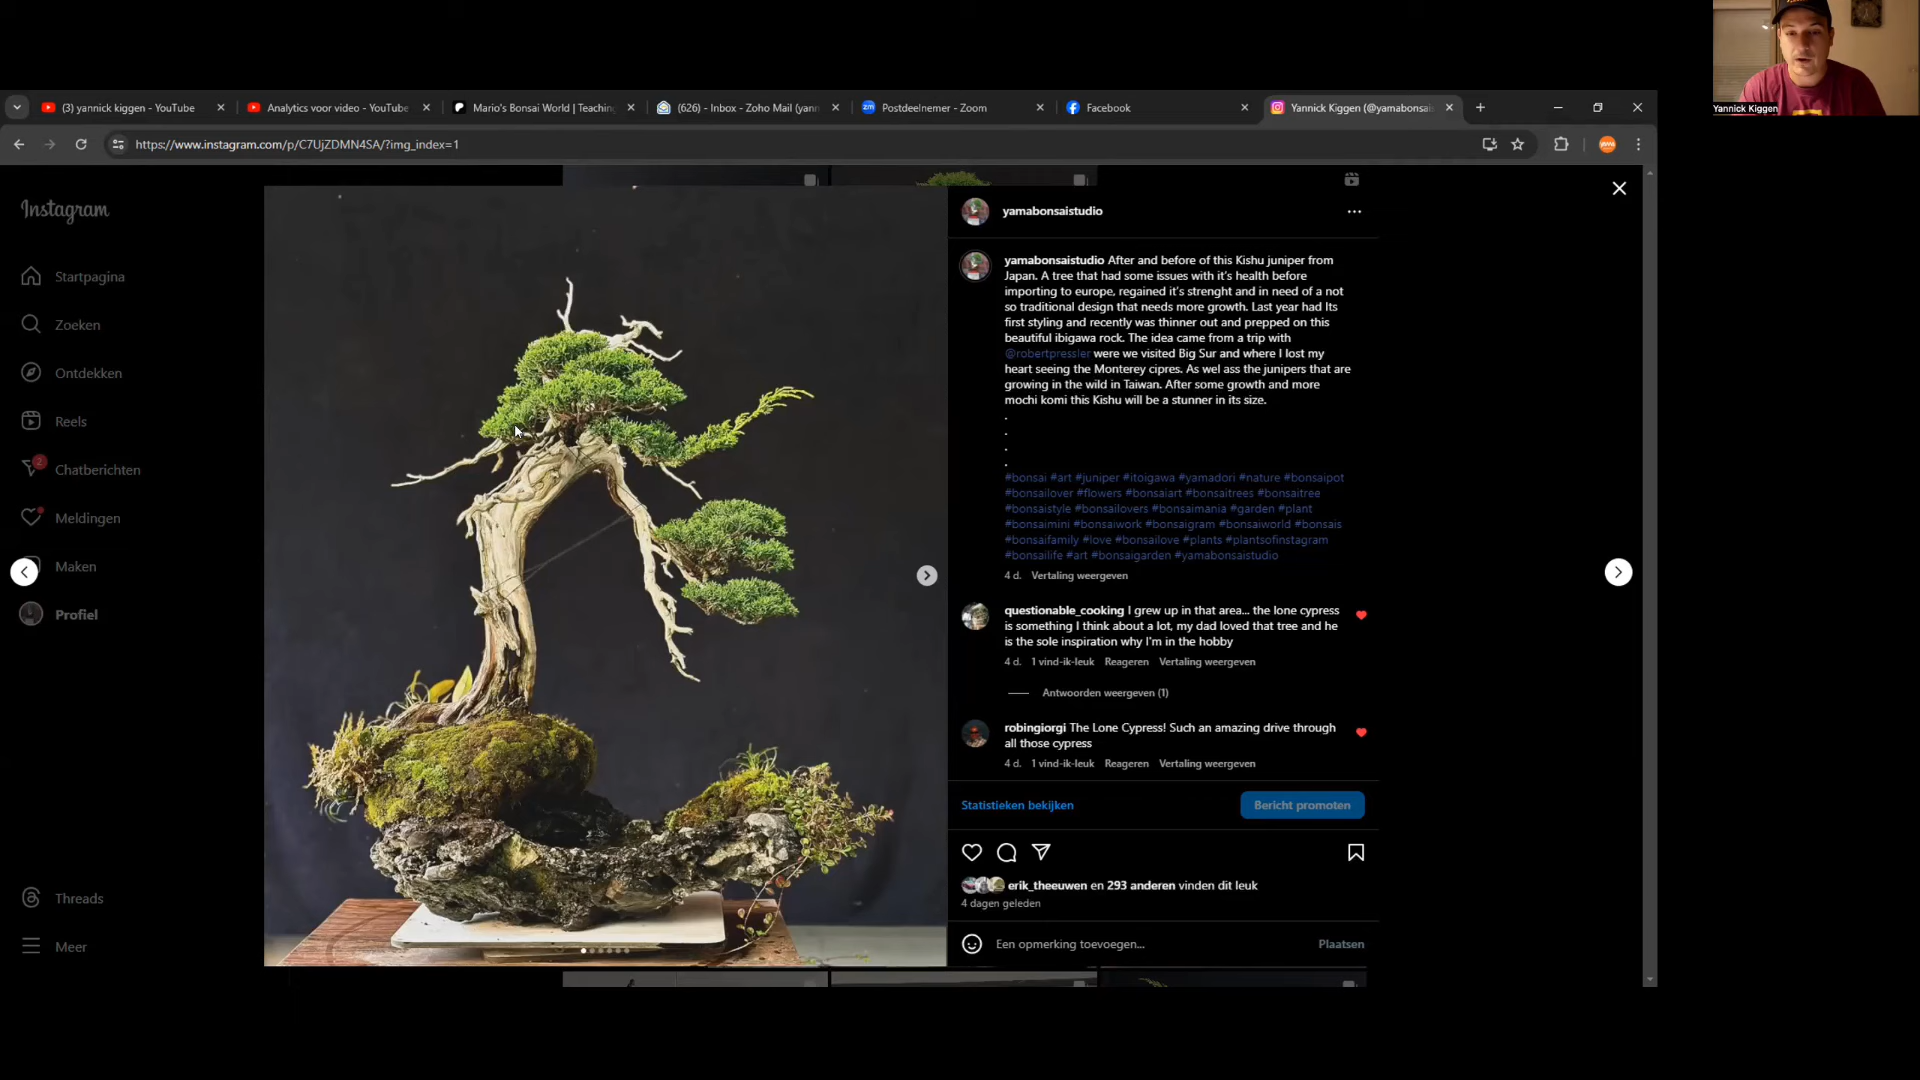 Yannick Kiggen
(3) yannick kiggen - YouTube
Analytics voor video - YouTube
Mario's Bonsai World | Teaching
(626) - Inbox - Zoho Mail (yann
Postdeelnemer - Zoom
Facebook
Yannick Kiggen (@yamabonsai
https://www.instagram.com/p/C7UjZDMN4SA/?img_index=1
Instagram
Startpagina
Zoeken
Ontdekken
Reels
2
Chatberichten
Meldingen
Maken
Profiel
Threads
Meer
yamabonsaistudio
yamabonsaistudio After and before of this Kishu juniper from
Japan. A tree that had some issues with it's health before
importing to europe, regained it's strenght and in need of a not
so traditional design that needs more growth. Last year had Its
first styling and recently was thinner out and prepped on this
beautiful ibigawa rock. The idea came from a trip with
@robertpressler were we visited Big Sur and where I lost my
heart seeing the Monterey cipres. As wel ass the junipers that are
growing in the wild in Taiwan. After some growth and more
mochi komi this Kishu will be a stunner in its size.
.
.
.
.
#bonsai #art #juniper #itoigawa #yamadori #nature #bonsaipot
#bonsailover #flowers #bonsaiart #bonsaitrees #bonsaitree
#bonsaistyle #bonsailovers #bonsaimania #garden #plant
#bonsaimini #bonsaiwork #bonsaigram #bonsaiworld #bonsais
#bonsaifamily #love #bonsailove #plants #plantsofinstagram
#bonsailife #art #bonsaigarden #yamabonsaistudio
4 d. Vertaling weergeven
questionable_cooking I grew up in that area... the lone cypress
is something I think about a lot, my dad loved that tree and he
is the sole inspiration why I'm in the hobby
4 d. 1 vind-ik-leuk Reageren Vertaling weergeven
Antwoorden weergeven (1)
robingiorgi The Lone Cypress! Such an amazing drive through
all those cypress
4 d. 1 vind-ik-leuk Reageren Vertaling weergeven
Statistieken bekijken
Bericht promoten
erik_theeuwen en 293 anderen vinden dit leuk
4 dagen geleden
Een opmerking toevoegen...
Plaatsen